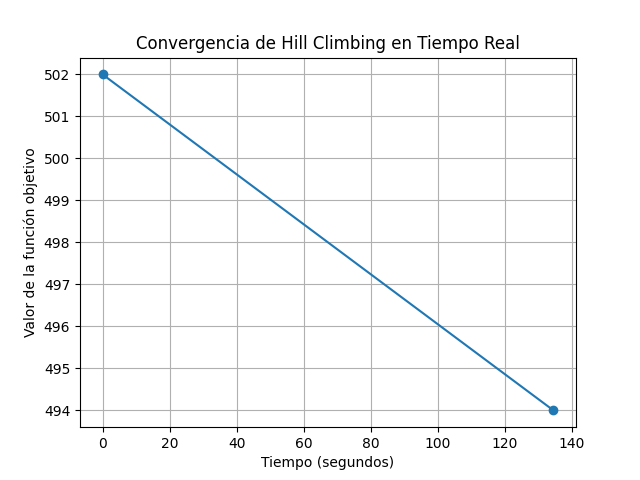 Convergencia de Hill Climbing en Tiempo Real
Valor de la función objetivo
502
501
500
499
498
497
496
495
494
0 20 40 60 80 100 120 140
Tiempo (segundos)